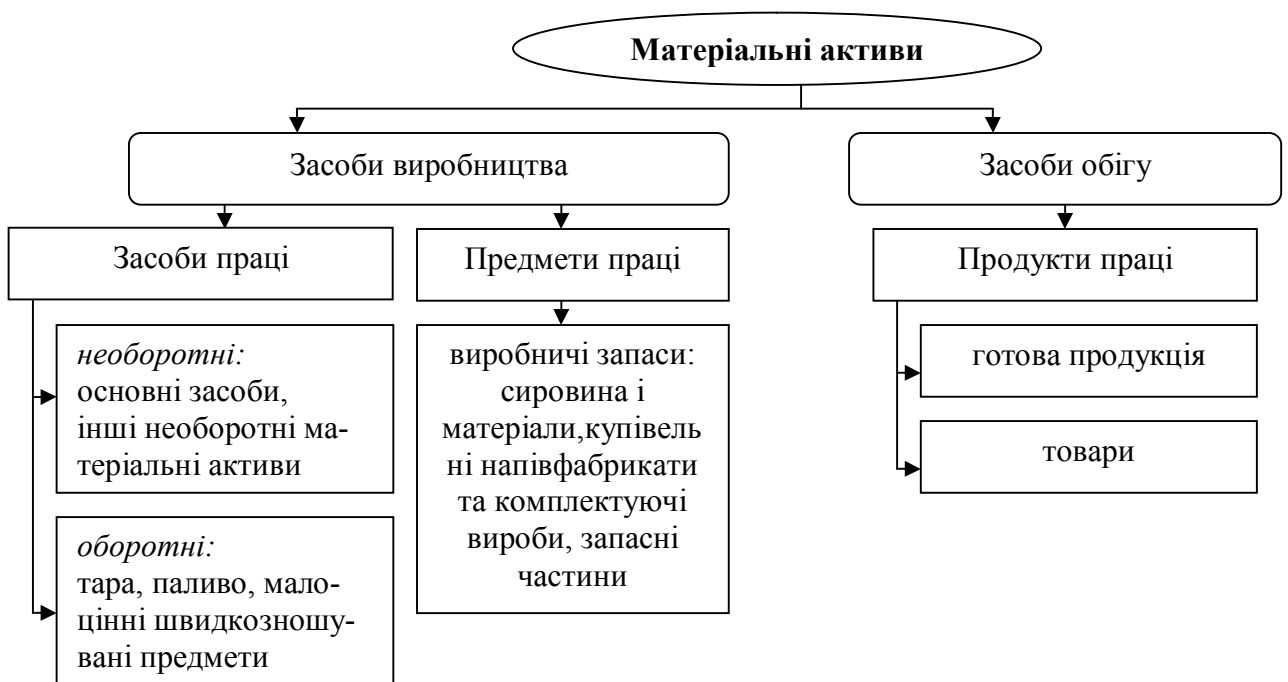 Матеріальні активи
Засоби виробництва
Засоби обігу
Засоби праці
Предмети праці
Продукти праці
необоротні:
основні засоби,
інші необоротні ма-
теріальні активи
оборотні:
тара, паливо, мало-
цінні швидкозношу-
вані предмети
виробничі запаси:
сировина і
матеріали,купівель
ні напівфабрикати
та комплектуючі
вироби, запасні
частини
готова продукція
товари